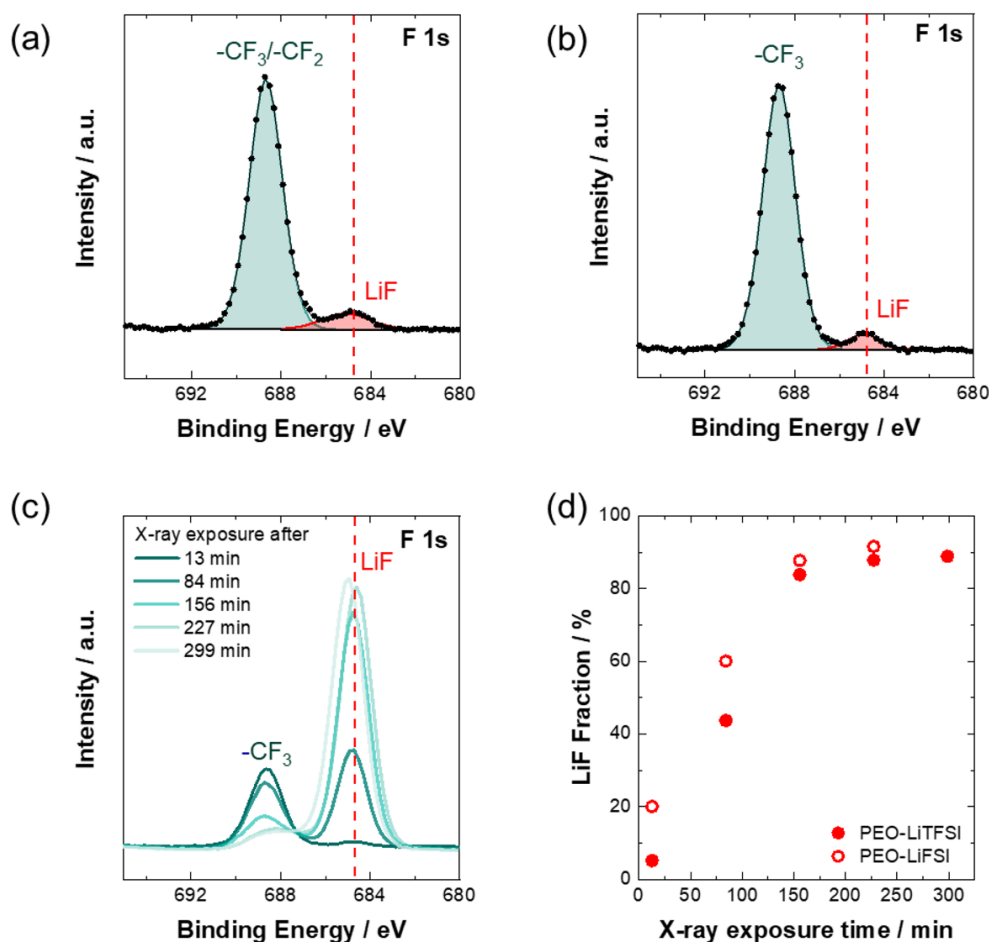 (a)
F 1s
-CF₃/-CF₂
LiF
Intensity / a.u.
692
688
684
680
Binding Energy / eV
(b)
F 1s
-CF₃
LiF
Intensity / a.u.
692
688
684
680
Binding Energy / eV
(c)
X-ray exposure after
13 min
84 min
156 min
227 min
299 min
F 1s
LiF
-CF₃
Intensity / a.u.
692
688
684
680
Binding Energy / eV
(d)
100
80
60
40
20
0
LiF Fraction / %
PEO-LiTFSI
PEO-LiFSI
0
50
100
150
200
250
300
X-ray exposure time / min